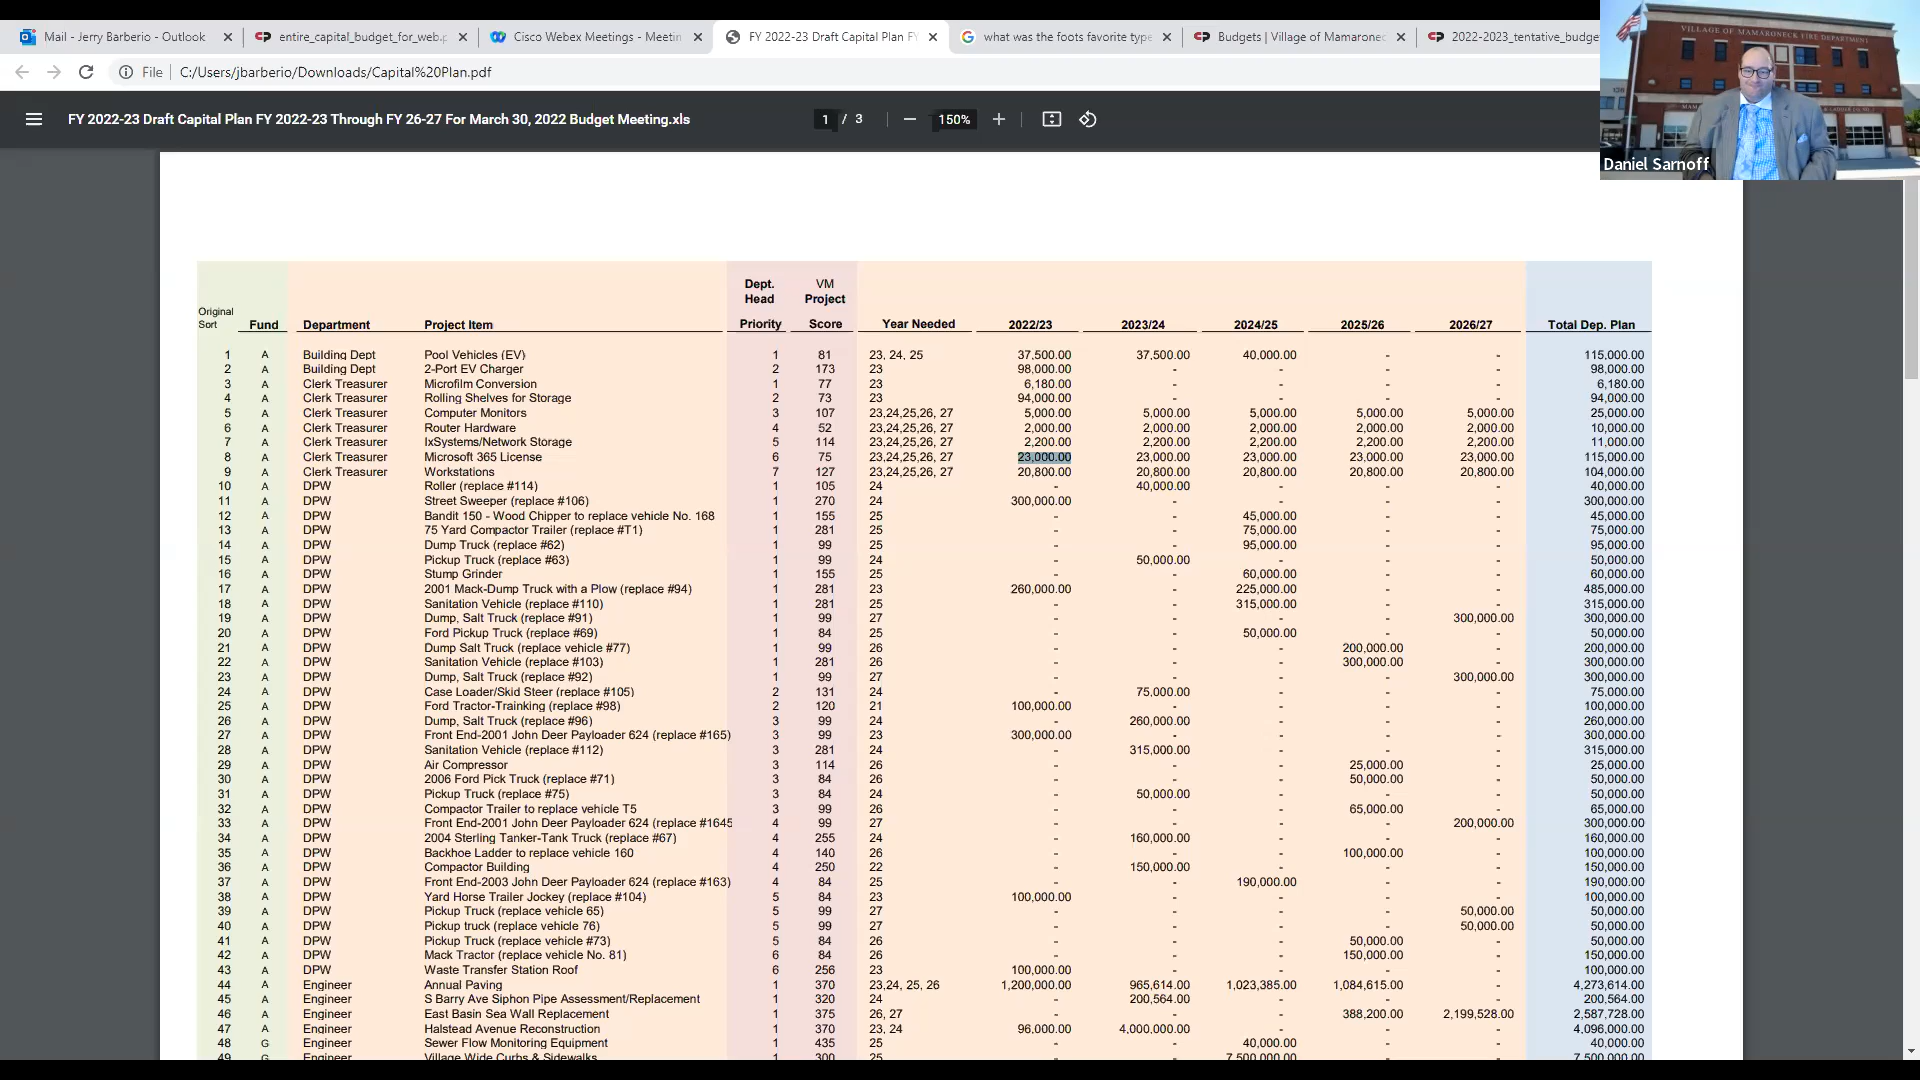 Mail - Jerry Barberio - Outlook
entire_capital_budget_for_web.p
Cisco Webex Meetings - Meetin
FY 2022-23 Draft Capital Plan F
what was the foots favorite type
Budgets | Village of Mamaronec
2022-2023_tentative_budge
File C:/Users/jbarberio/Downloads/Capital%20Plan.pdf
FY 2022-23 Draft Capital Plan FY 2022-23 Through FY 26-27 For March 30, 2022 Budget Meeting.xls 1 / 3 150%
VILLAGE OF MAMARONECK FIRE DEPARTMENT
Daniel Sarnoff
Original Sort Fund Department Project Item Dept. Head Priority VM Project Score Year Needed 2022/23 2023/24 2024/25 2025/26 2026/27 Total Dep. Plan
1 A Building Dept Pool Vehicles (EV) 1 81 23, 24, 25 37,500.00 37,500.00 40,000.00 - - 115,000.00
2 A Building Dept 2-Port EV Charger 2 173 23 98,000.00 - - - - 98,000.00
3 A Clerk Treasurer Microfilm Conversion 1 77 23 6,180.00 - - - - 6,180.00
4 A Clerk Treasurer Rolling Shelves for Storage 2 73 23 94,000.00 - - - - 94,000.00
5 A Clerk Treasurer Computer Monitors 3 107 23,24,25,26, 27 5,000.00 5,000.00 5,000.00 5,000.00 5,000.00 25,000.00
6 A Clerk Treasurer Router Hardware 4 52 23,24,25,26, 27 2,000.00 2,000.00 2,000.00 2,000.00 2,000.00 10,000.00
7 A Clerk Treasurer IxSystems/Network Storage 5 114 23,24,25,26, 27 2,200.00 2,200.00 2,200.00 2,200.00 2,200.00 11,000.00
8 A Clerk Treasurer Microsoft 365 License 6 75 23,24,25,26, 27 23,000.00 23,000.00 23,000.00 23,000.00 23,000.00 115,000.00
9 A Clerk Treasurer Workstations 7 127 23,24,25,26, 27 20,800.00 20,800.00 20,800.00 20,800.00 20,800.00 104,000.00
10 A DPW Roller (replace #114) 1 105 24 - 40,000.00 - - - 40,000.00
11 A DPW Street Sweeper (replace #106) 1 270 24 300,000.00 - - - - 300,000.00
12 A DPW Bandit 150 - Wood Chipper to replace vehicle No. 168 1 155 25 - - 45,000.00 - - 45,000.00
13 A DPW 75 Yard Compactor Trailer (replace #T1) 1 281 25 - - 75,000.00 - - 75,000.00
14 A DPW Dump Truck (replace #62) 1 99 25 - - 95,000.00 - - 95,000.00
15 A DPW Pickup Truck (replace #63) 1 99 24 - 50,000.00 - - - 50,000.00
16 A DPW Stump Grinder 1 155 25 - - 60,000.00 - - 60,000.00
17 A DPW 2001 Mack-Dump Truck with a Plow (replace #94) 1 281 23 260,000.00 - 225,000.00 - - 485,000.00
18 A DPW Sanitation Vehicle (replace #110) 1 281 25 - - 315,000.00 - - 315,000.00
19 A DPW Dump, Salt Truck (replace #91) 1 99 27 - - - - 300,000.00 300,000.00
20 A DPW Ford Pickup Truck (replace #69) 1 84 25 - - 50,000.00 - - 50,000.00
21 A DPW Dump Salt Truck (replace vehicle #77) 1 99 26 - - - 200,000.00 - 200,000.00
22 A DPW Sanitation Vehicle (replace #103) 1 281 26 - - - 300,000.00 - 300,000.00
23 A DPW Dump, Salt Truck (replace #92) 1 99 27 - - - - 300,000.00 300,000.00
24 A DPW Case Loader/Skid Steer (replace #105) 2 131 24 - 75,000.00 - - - 75,000.00
25 A DPW Ford Tractor-Trainking (replace #98) 2 120 21 100,000.00 - - - - 100,000.00
26 A DPW Dump, Salt Truck (replace #96) 3 99 24 - 260,000.00 - - - 260,000.00
27 A DPW Front End-2001 John Deer Payloader 624 (replace #165) 3 99 23 300,000.00 - - - - 300,000.00
28 A DPW Sanitation Vehicle (replace #112) 3 281 24 - 315,000.00 - - - 315,000.00
29 A DPW Air Compressor 3 114 26 - - - 25,000.00 - 25,000.00
30 A DPW 2006 Ford Pick Truck (replace #71) 3 84 26 - - - 50,000.00 - 50,000.00
31 A DPW Pickup Truck (replace #75) 3 84 24 - 50,000.00 - - - 50,000.00
32 A DPW Compactor Trailer to replace vehicle T5 3 99 26 - - - 65,000.00 - 65,000.00
33 A DPW Front End-2001 John Deer Payloader 624 (replace #1645 4 99 27 - - - - 200,000.00 300,000.00
34 A DPW 2004 Sterling Tanker-Tank Truck (replace #67) 4 255 24 - 160,000.00 - - - 160,000.00
35 A DPW Backhoe Ladder to replace vehicle 160 4 140 26 - - - 100,000.00 - 100,000.00
36 A DPW Compactor Building 4 250 22 - 150,000.00 - - - 150,000.00
37 A DPW Front End-2003 John Deer Payloader 624 (replace #163) 4 84 25 - - 190,000.00 - - 190,000.00
38 A DPW Yard Horse Trailer Jockey (replace #104) 5 84 23 100,000.00 - - - - 100,000.00
39 A DPW Pickup Truck (replace vehicle 65) 5 99 27 - - - - 50,000.00 50,000.00
40 A DPW Pickup truck (replace vehicle 76) 5 99 27 - - - - 50,000.00 50,000.00
41 A DPW Pickup Truck (replace vehicle #73) 5 84 26 - - - 50,000.00 - 50,000.00
42 A DPW Mack Tractor (replace vehicle No. 81) 6 84 26 - - - 150,000.00 - 150,000.00
43 A DPW Waste Transfer Station Roof 6 256 23 100,000.00 - - - - 100,000.00
44 A Engineer Annual Paving 1 370 23,24, 25, 26 1,200,000.00 965,614.00 1,023,385.00 1,084,615.00 - 4,273,614.00
45 A Engineer S Barry Ave Siphon Pipe Assessment/Replacement 1 320 24 - 200,564.00 - - - 200,564.00
46 A Engineer East Basin Sea Wall Replacement 1 375 26, 27 - - - 388,200.00 2,199,528.00 2,587,728.00
47 A Engineer Halstead Avenue Reconstruction 1 370 23, 24 96,000.00 4,000,000.00 - - - 4,096,000.00
48 G Engineer Sewer Flow Monitoring Equipment 1 435 25 - - 40,000.00 - - 40,000.00
49 G Engineer Village Wide Curbs & Sidewalks 1 300 25 - - 7,500,000.00 - - 7,500,000.00